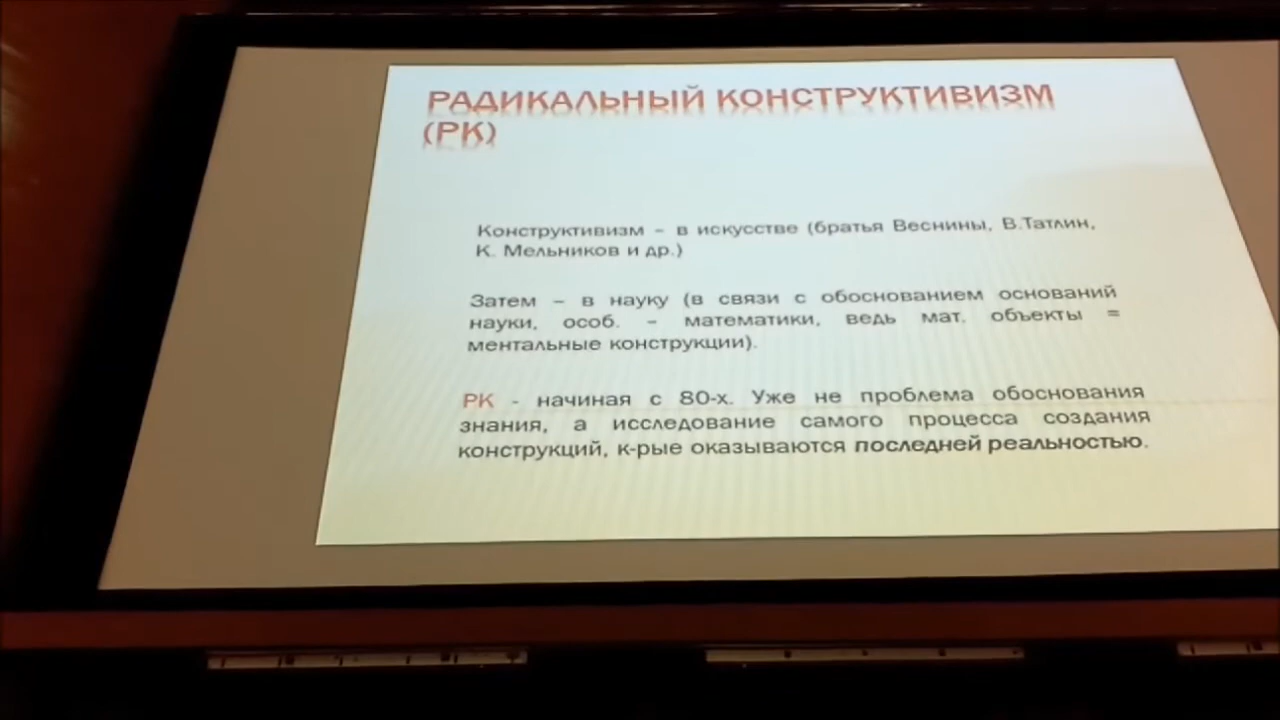 РАДИКАЛЬНЫЙ КОНСТРУКТИВИЗМ
(РК)
Конструктивизм – в искусстве (братья Веснины, В.Татлин,
К. Мельников и др.)
Затем – в науку (в связи с обоснованием оснований
науки, особ. – математики, ведь мат. объекты =
ментальные конструкции).
РК - начиная с 80-х. Уже не проблема обоснования
знания, а исследование самого процесса создания
конструкций, к-рые оказываются последней реальностью.